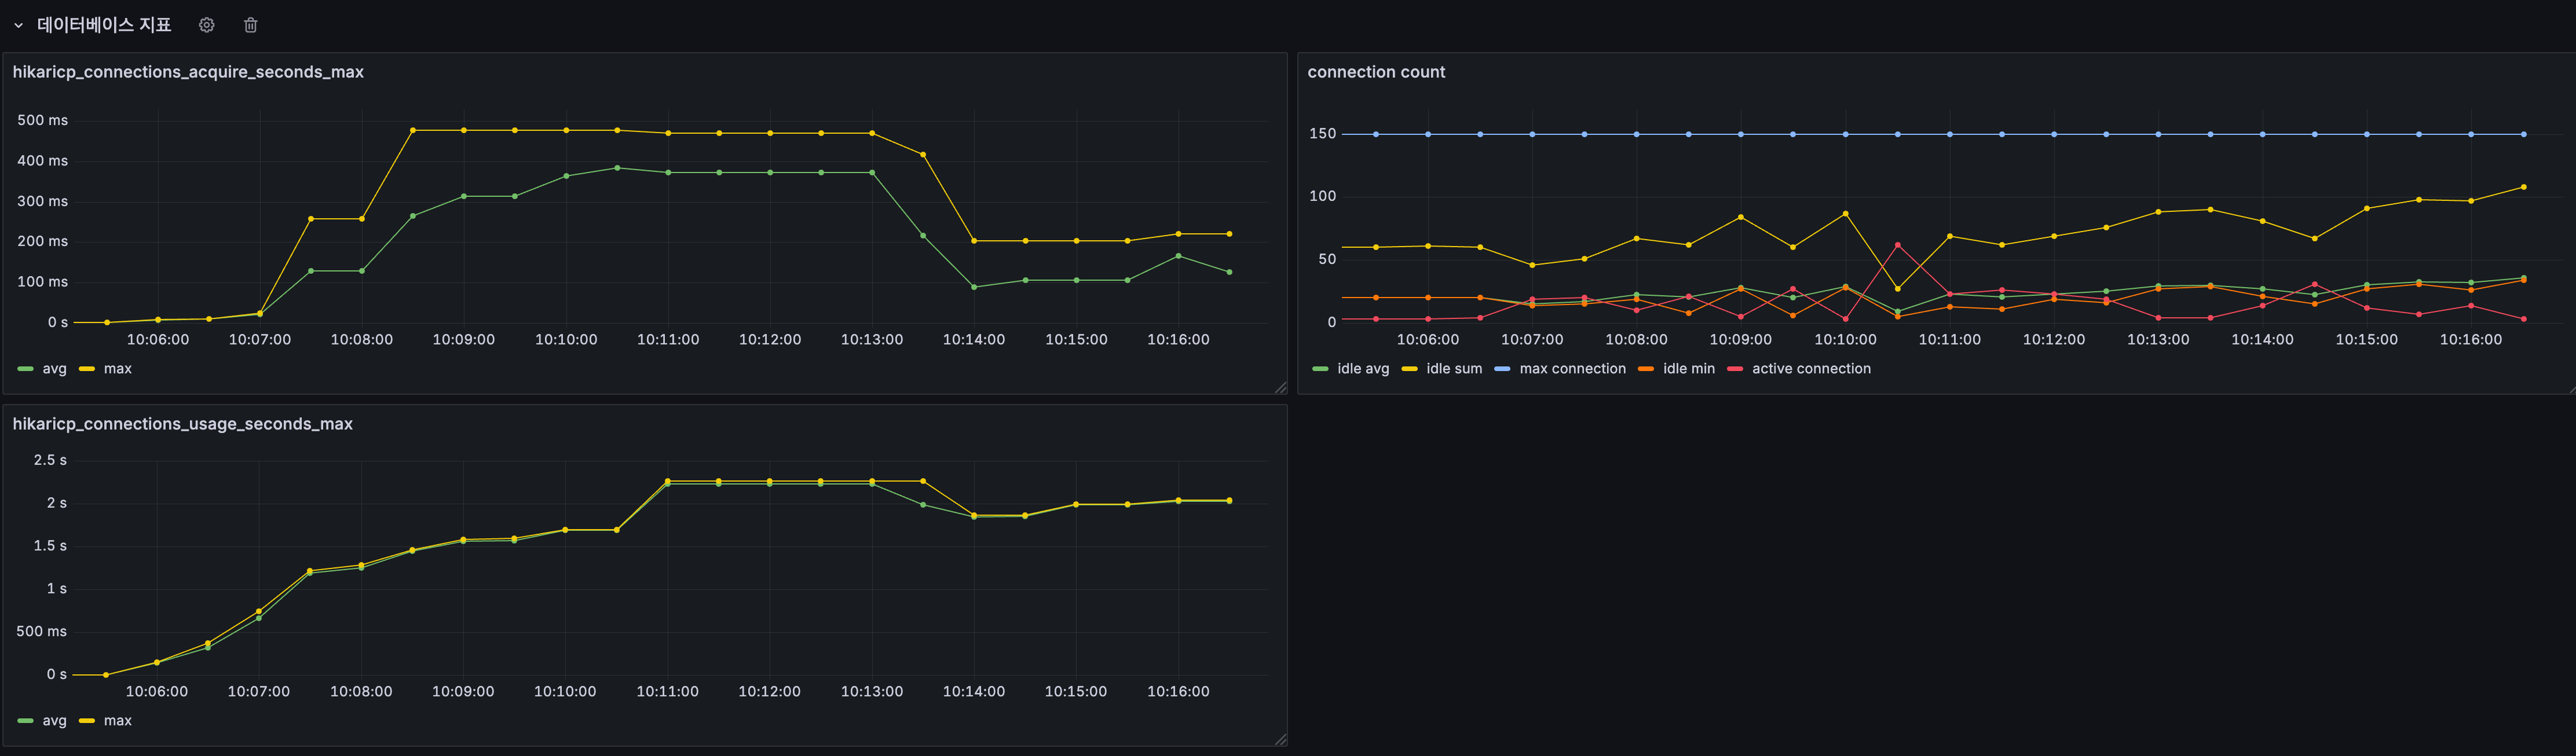 데이터베이스 지표
hikaricp_connections_acquire_seconds_max
500 ms
400 ms
300 ms
200 ms
100 ms
0 s
10:06:00 10:07:00 10:08:00 10:09:00 10:10:00 10:11:00 10:12:00 10:13:00 10:14:00 10:15:00 10:16:00
avg max
connection count
150
100
50
0
10:06:00 10:07:00 10:08:00 10:09:00 10:10:00 10:11:00 10:12:00 10:13:00 10:14:00 10:15:00 10:16:00
idle avg idle sum max connection idle min active connection
hikaricp_connections_usage_seconds_max
2.5 s
2 s
1.5 s
1 s
500 ms
0 s
10:06:00 10:07:00 10:08:00 10:09:00 10:10:00 10:11:00 10:12:00 10:13:00 10:14:00 10:15:00 10:16:00
avg max